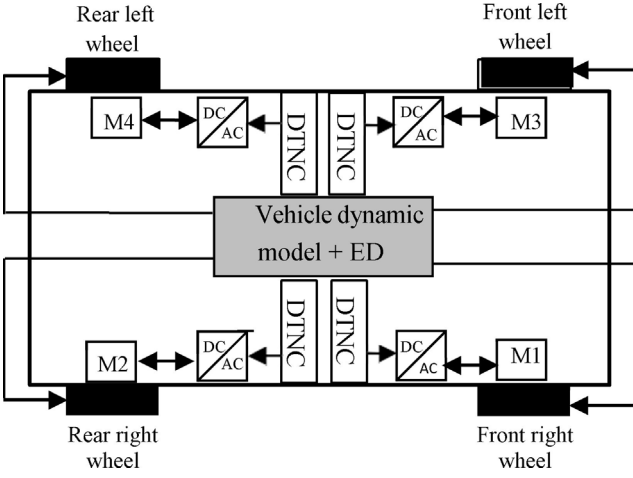 Rear left
wheel
Front left
wheel
M4
DC
AC
DTNC
DTNC
DC
AC
M3
Vehicle dynamic
model + ED
M2
DC
AC
DTNC
DTNC
DC
AC
M1
Rear right
wheel
Front right
wheel